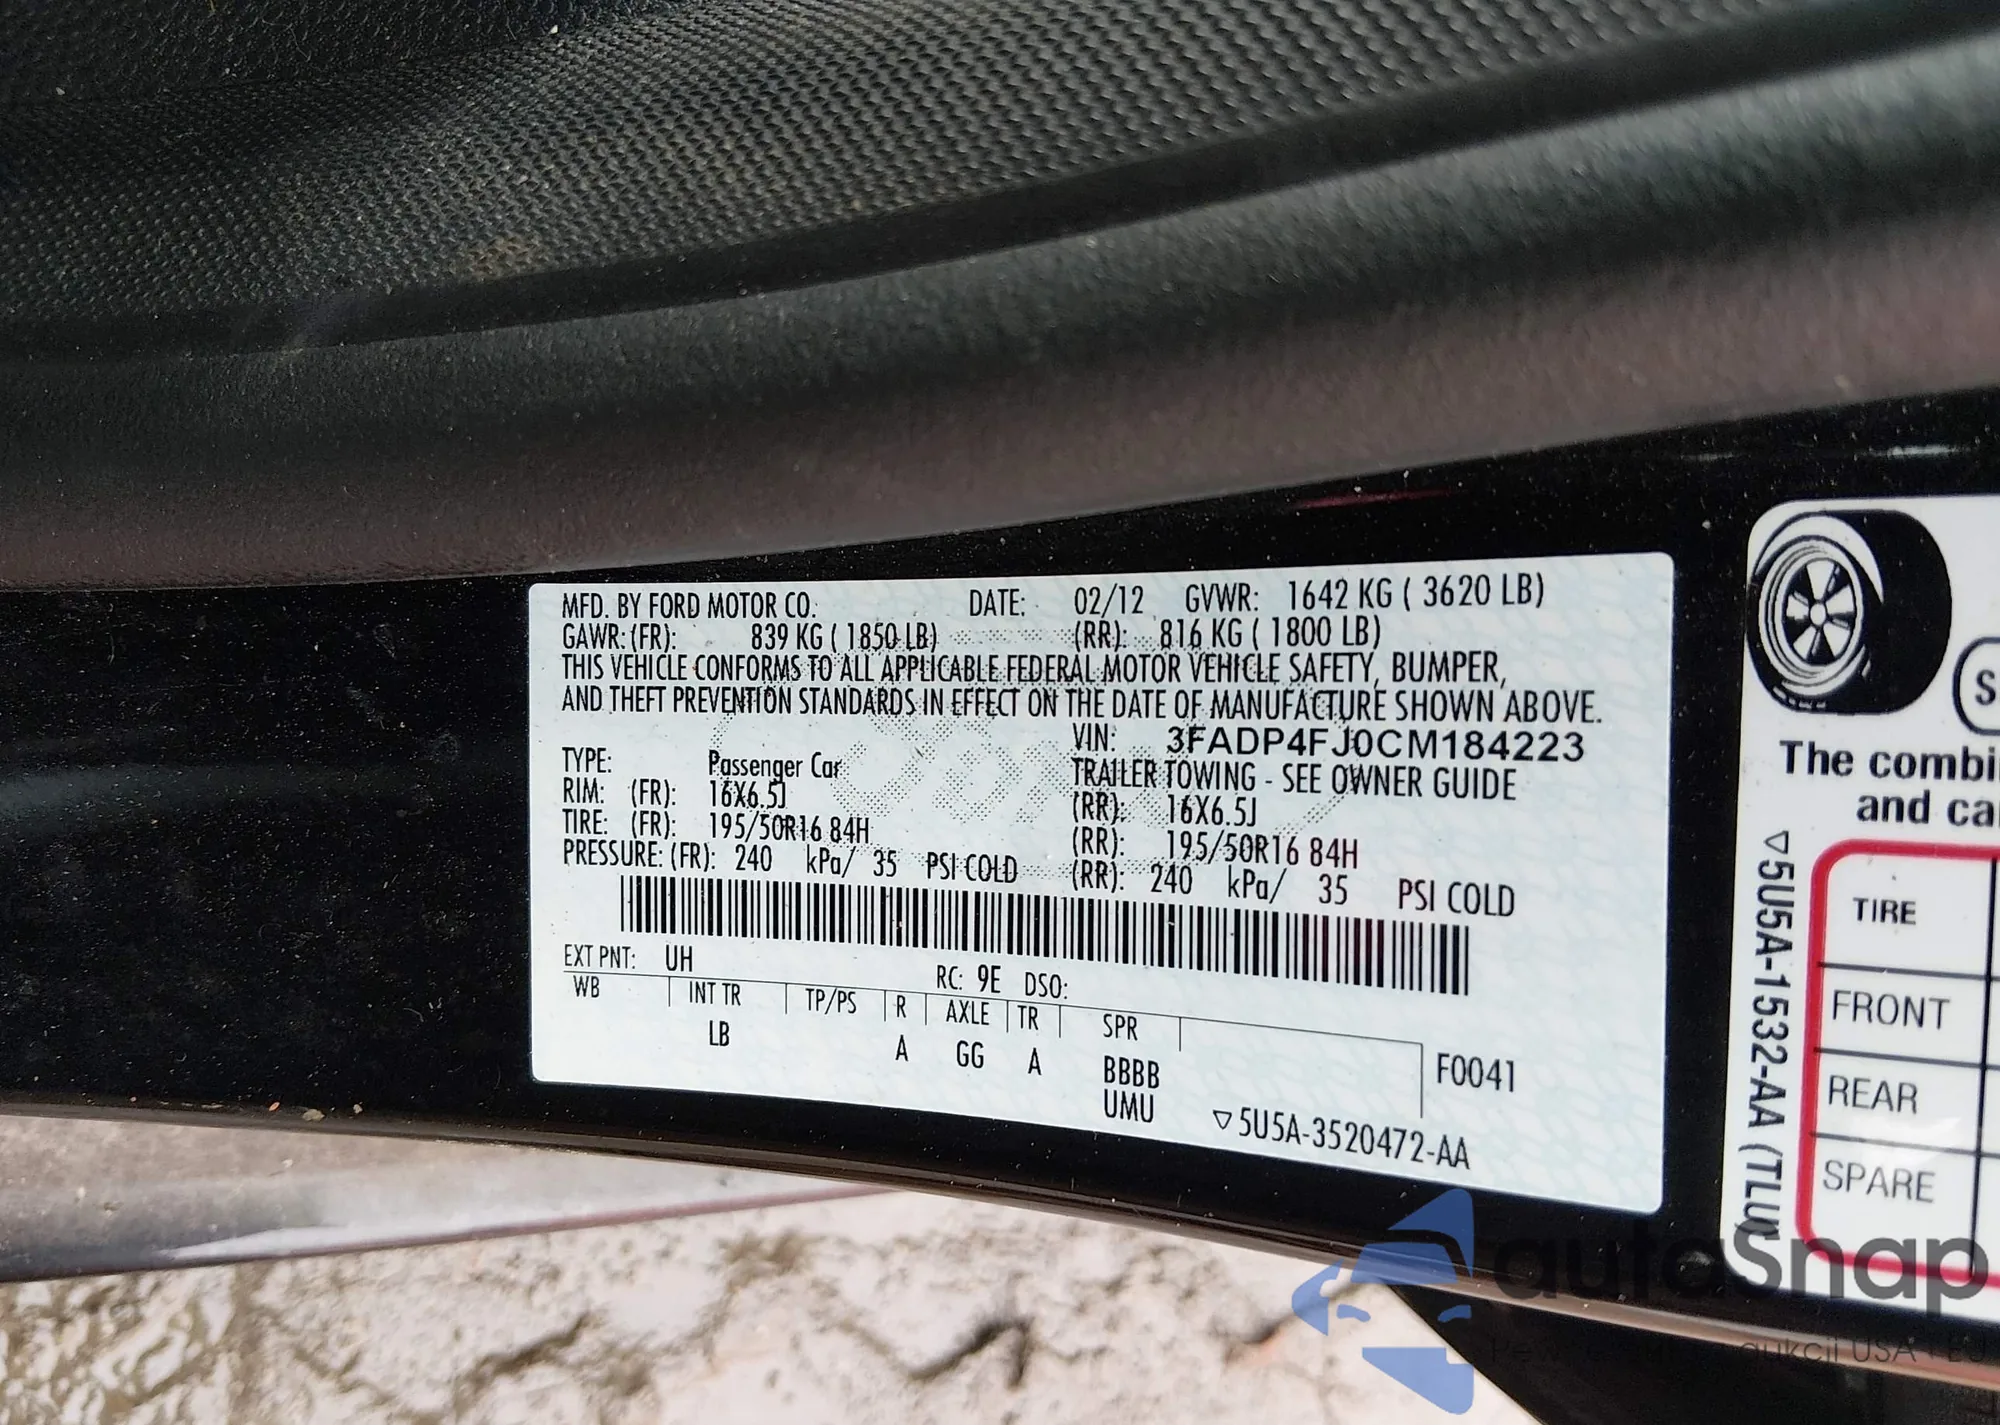 MFD. BY FORD MOTOR CO. DATE: 02/12 GVWR: 1642 KG ( 3620 LB)
GAWR: (FR): 839 KG ( 1850 LB) (RR): 816 KG ( 1800 LB)
THIS VEHICLE CONFORMS TO ALL APPLICABLE FEDERAL MOTOR VEHICLE SAFETY, BUMPER,
AND THEFT PREVENTION STANDARDS IN EFFECT ON THE DATE OF MANUFACTURE SHOWN ABOVE.
VIN: 3FADP4FJ0CM184223
TYPE: Passenger Car TRAILER TOWING - SEE OWNER GUIDE
RIM: (FR): 16X6.5J (RR): 16X6.5J
TIRE: (FR): 195/50R16 84H (RR): 195/50R16 84H
PRESSURE: (FR): 240 kPa/ 35 PSI COLD (RR): 240 kPa/ 35 PSI COLD
EXT PNT: UH RC: 9E DSO:
WB INT TR TP/PS R AXLE TR SPR
LB A GG A BBBB F0041
UMU
▽5U5A-3520472-AA
The combi
and ca
TIRE
FRONT
REAR
SPARE
▽5U5A-1532-AA (TLLU)
autoSnap
USA
EU